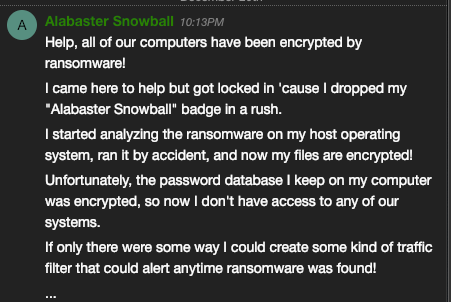 A
Alabaster Snowball 10:13PM
Help, all of our computers have been encrypted by
ransomware!
I came here to help but got locked in 'cause I dropped my
"Alabaster Snowball" badge in a rush.
I started analyzing the ransomware on my host operating
system, ran it by accident, and now my files are encrypted!
Unfortunately, the password database I keep on my computer
was encrypted, so now I don't have access to any of our
systems.
If only there were some way I could create some kind of traffic
filter that could alert anytime ransomware was found!
...